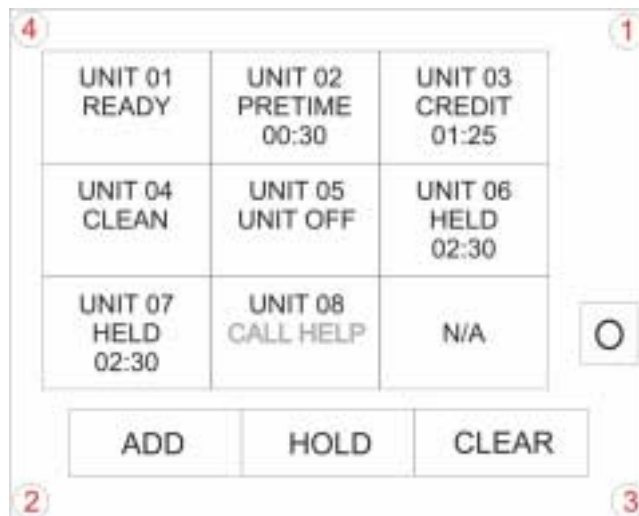 4
1
UNIT 01
READY
UNIT 02
PRETIME
00:30
UNIT 03
CREDIT
01:25
UNIT 04
CLEAN
UNIT 05
UNIT OFF
UNIT 06
HELD
02:30
UNIT 07
HELD
02:30
UNIT 08
CALL HELP
N/A
O
ADD
HOLD
CLEAR
2
3